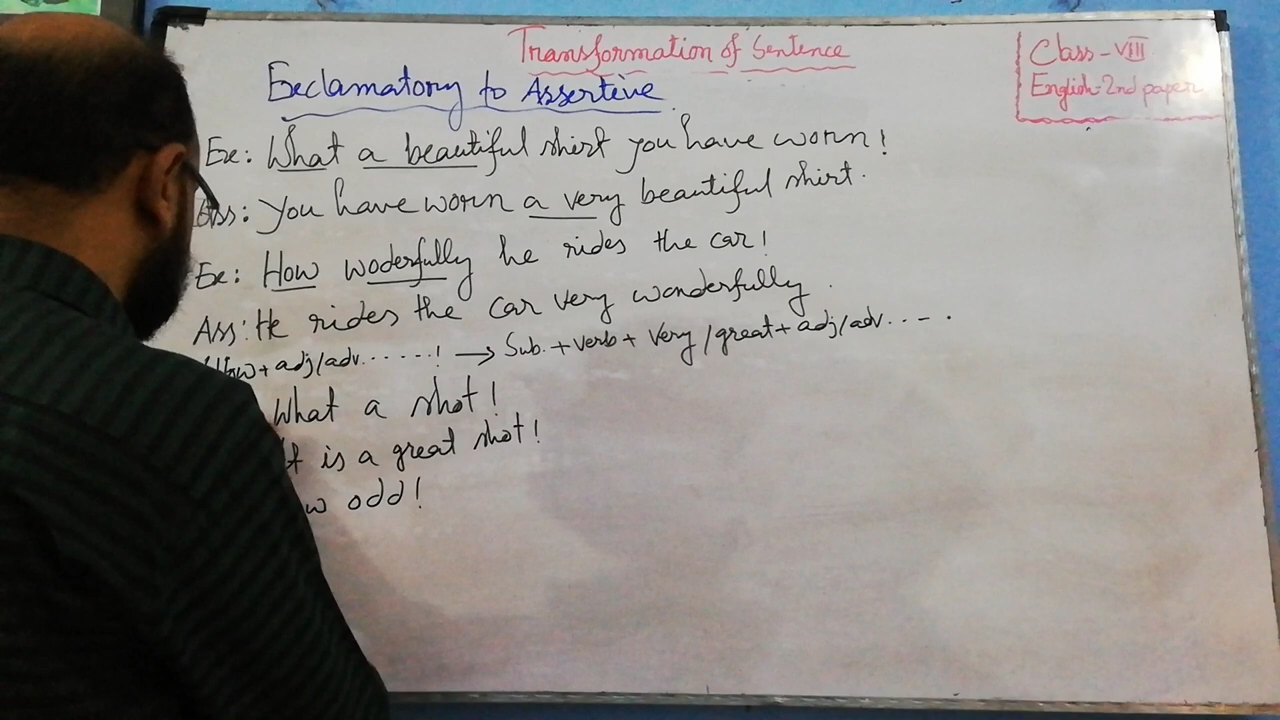 Transformation of Sentence
Class-VIII
English-2nd paper
Exclamatory to Assertive
Ex: What a beautiful shirt you have worn!
Ass: You have worn a very beautiful shirt.
Ex: How woderfully he rides the car!
Ass: He rides the car very wonderfully.
How + adj/adv.......! → Sub. + verb + very/great + adj/adv.....
What a shot!
It is a great shot!
odd!